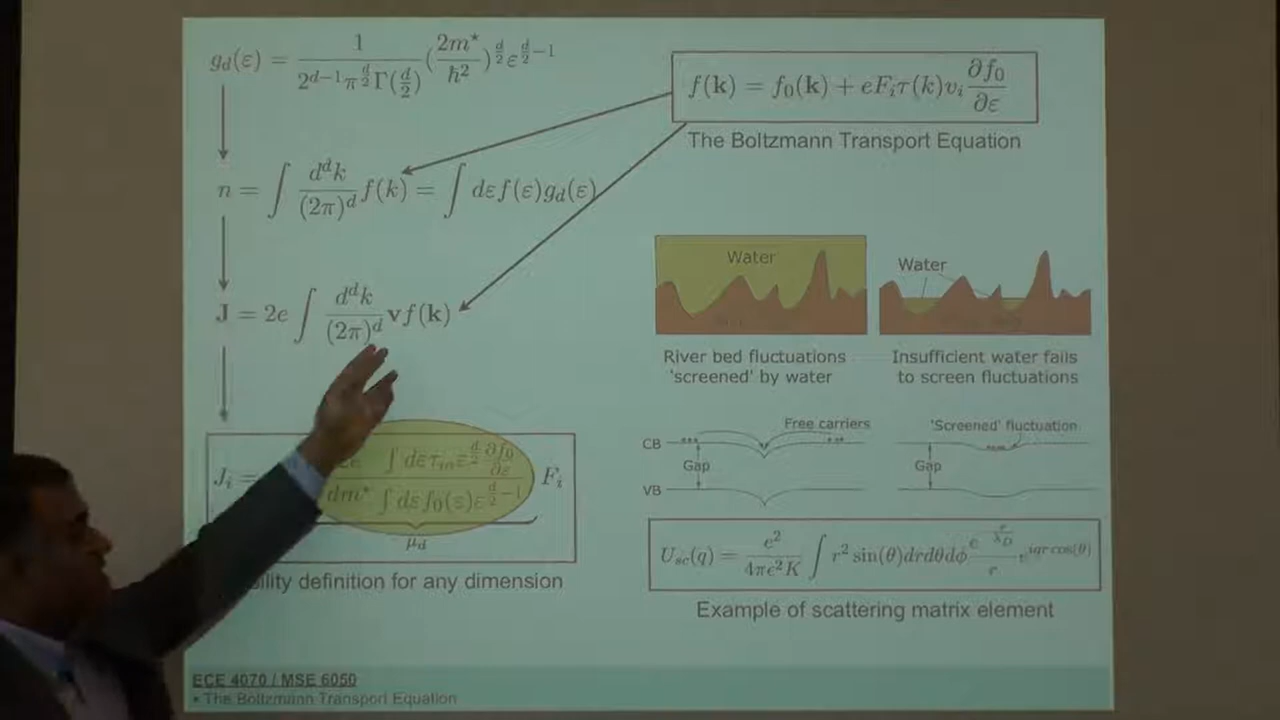 g_d(ε) = 1 / (2^{d-1} π^{d/2} Γ(d/2)) (2m* / ħ²)^{d/2} ε^{d/2 -1}
f(k) = f_0(k) + eF_i τ(k) v_i ∂f_0/∂ε
The Boltzmann Transport Equation
n = ∫ d^d k / (2π)^d f(k) = ∫ dε f(ε) g_d(ε)
J = 2e ∫ d^d k / (2π)^d v f(k)
Water
Water
River bed fluctuations
'screened' by water
Insufficient water fails
to screen fluctuations
Free carriers
'Screened' fluctuation
CB
Gap
Gap
VB
J_i = ∫ dε τ_m ε^{d/2} ∂f_0/∂ε / dm* ∫ dε f_0(ε) ε^{d/2 -1} F_i
μ_d
definition for any dimension
U_sc(q) = e² / 4πε²K ∫ r² sin(θ) dr dθ dϕ e^{-r/λ_D} / r e^{iqr cos(θ)}
Example of scattering matrix element
ECE 4070 / MSE 6050
• The Boltzmann Transport Equation